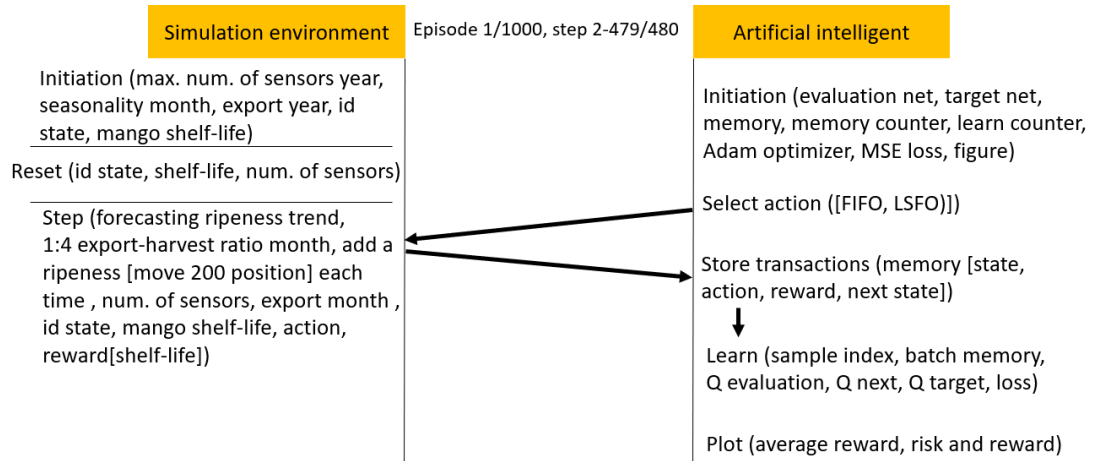 Simulation environment
Episode 1/1000, step 2-479/480
Artificial intelligent
Initiation (max. num. of sensors year,
seasonality month, export year, id
state, mango shelf-life)
Reset (id state, shelf-life, num. of sensors)
Step (forecasting ripeness trend,
1:4 export-harvest ratio month, add a
ripeness [move 200 position] each
time , num. of sensors, export month ,
id state, mango shelf-life, action,
reward[shelf-life])
Initiation (evaluation net, target net,
memory, memory counter, learn counter,
Adam optimizer, MSE loss, figure)
Select action ([FIFO, LSFO)])
Store transactions (memory [state,
action, reward, next state])
Learn (sample index, batch memory,
Q evaluation, Q next, Q target, loss)
Plot (average reward, risk and reward)